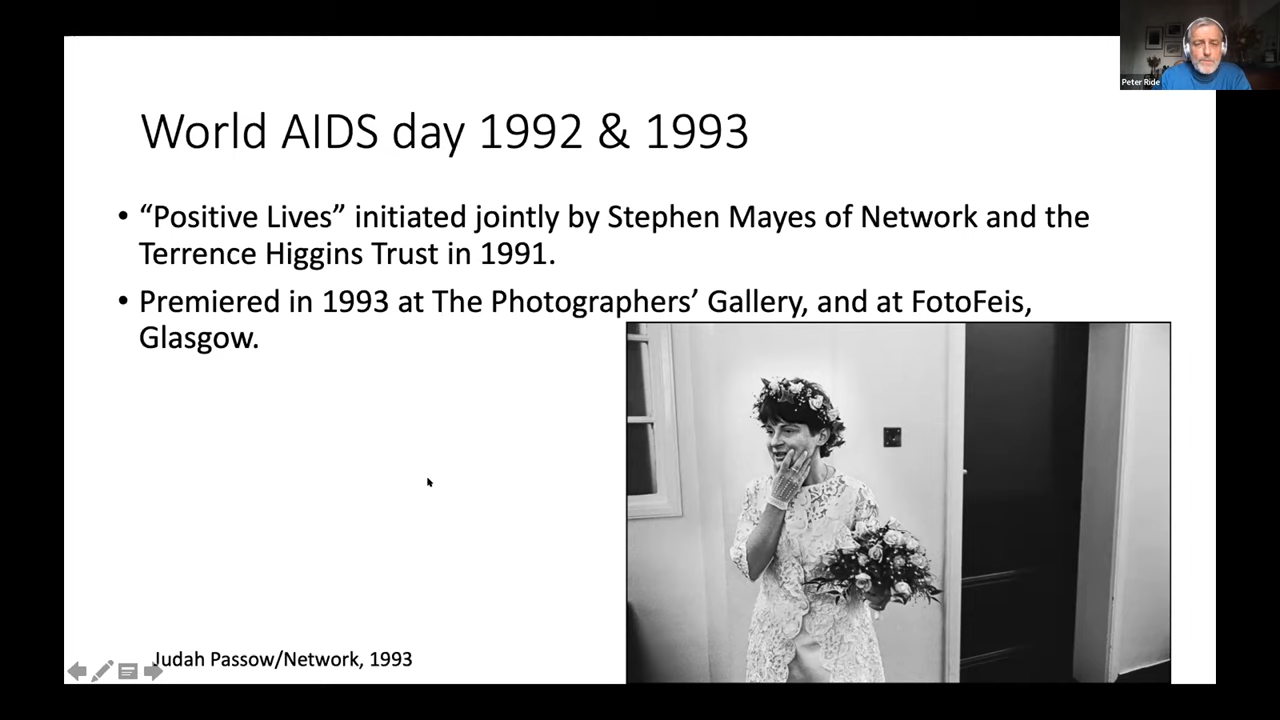 Peter Ride
World AIDS day 1992 & 1993
• “Positive Lives” initiated jointly by Stephen Mayes of Network and the
Terrence Higgins Trust in 1991.
• Premiered in 1993 at The Photographers’ Gallery, and at FotoFeis,
Glasgow.
Judah Passow/Network, 1993